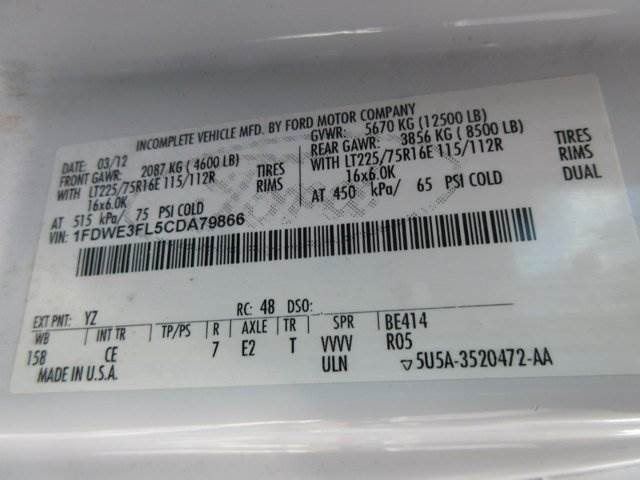 INCOMPLETE VEHICLE MFD. BY FORD MOTOR COMPANY
DATE: 03/12 GVWR: 5670 KG (12500 LB)
FRONT GAWR: 2087 KG (4600 LB) REAR GAWR: 3856 KG (8500 LB)
WITH LT225/75R16E 115/112R TIRES WITH LT225/75R16E 115/112R TIRES
16x6.0K RIMS 16x6.0K RIMS
AT 515 kPa/ 75 PSI COLD AT 450 kPa/ 65 PSI COLD DUAL
VIN: 1FDWE3FL5CDA79866
EXT PNT: YZ RC: 48 DSO:
WB INT TR TP/PS R AXLE TR SPR BE414
158 CE 7 E2 T VVVV R05
MADE IN U.S.A. ULN ▽5U5A-3520472-AA